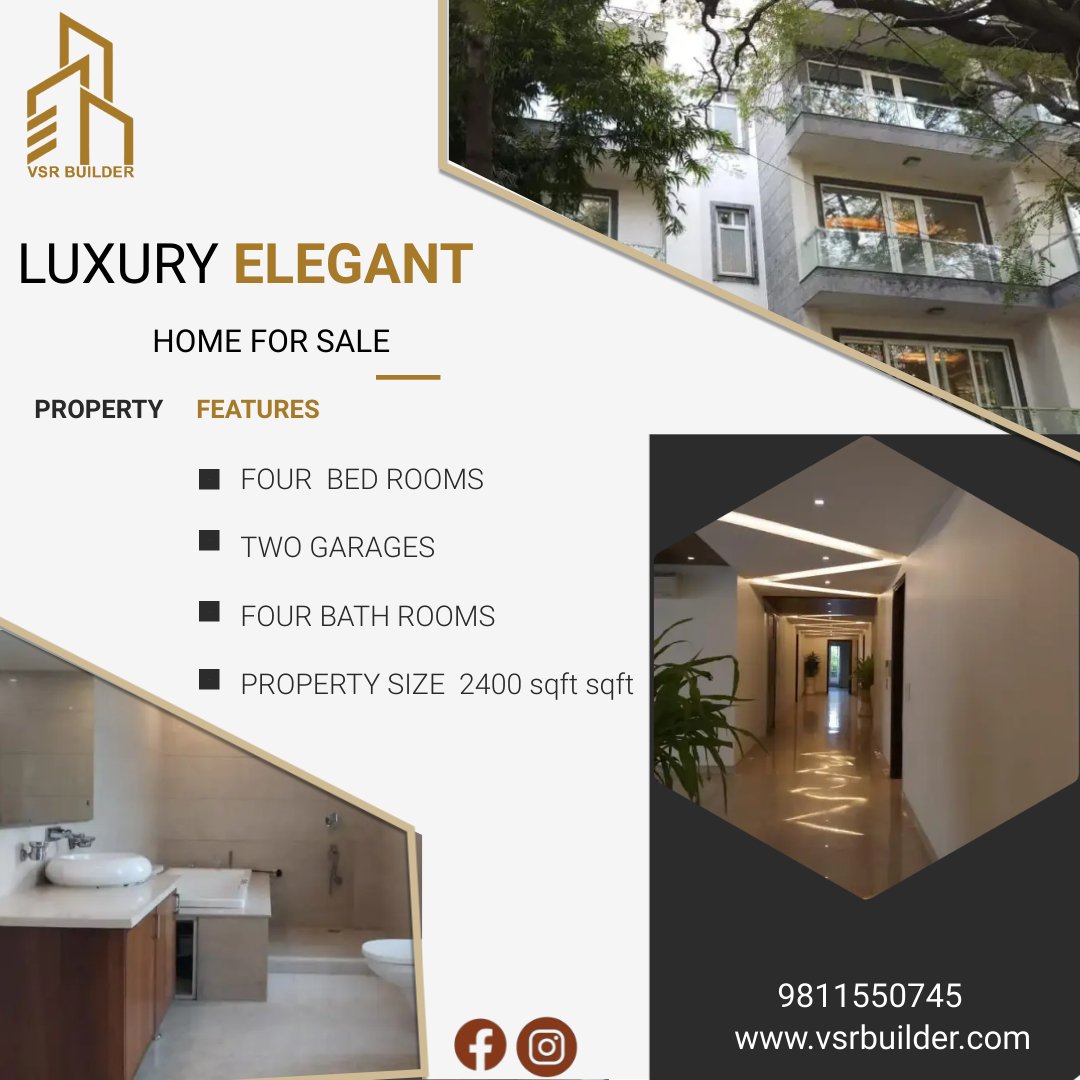 VSR BUILDER
LUXURY ELEGANT
HOME FOR SALE
PROPERTY FEATURES
FOUR BED ROOMS
TWO GARAGES
FOUR BATH ROOMS
PROPERTY SIZE 2400 sqft sqft
9811550745
www.vsrbuilder.com